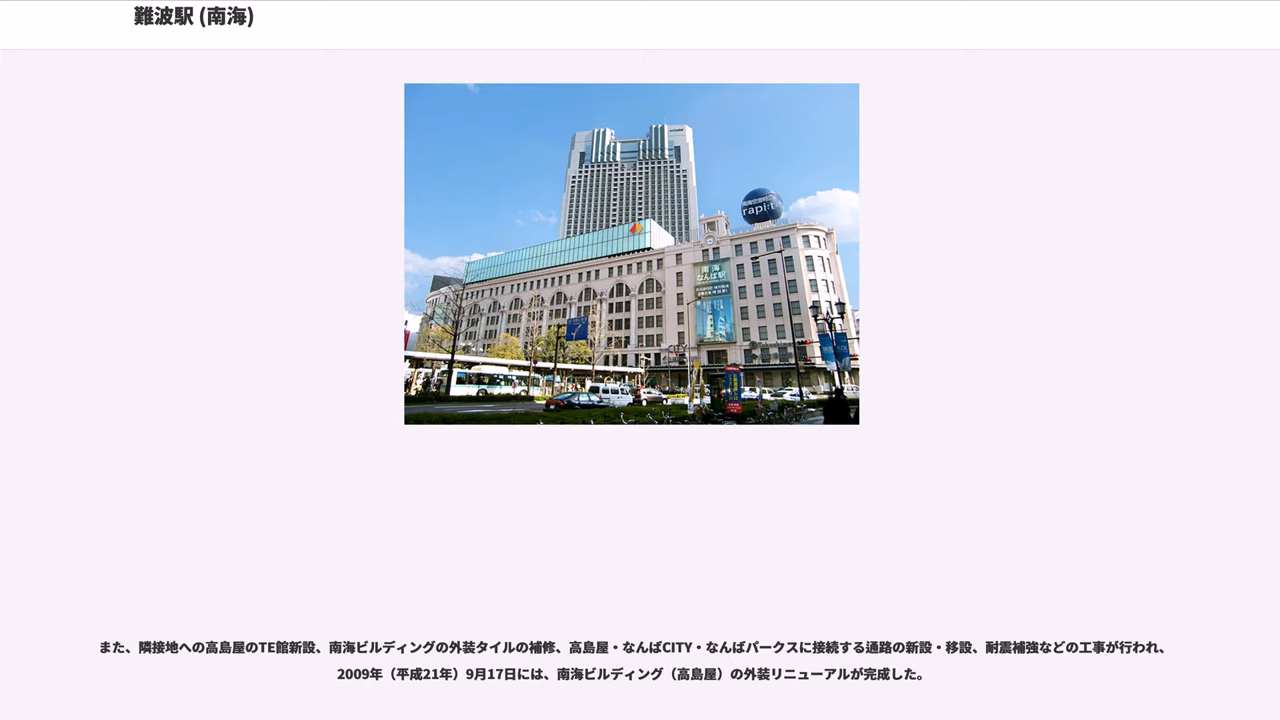 難波駅 (南海)
rapi:t
南海
なんば駅
また、隣接地への高島屋のTE館新設、南海ビルディングの外装タイルの補修、高島屋・なんばCITY・なんばパークスに接続する通路の新設・移設、耐震補強などの工事が行われ、
2009年（平成21年）9月17日には、南海ビルディング（高島屋）の外装リニューアルが完成した。